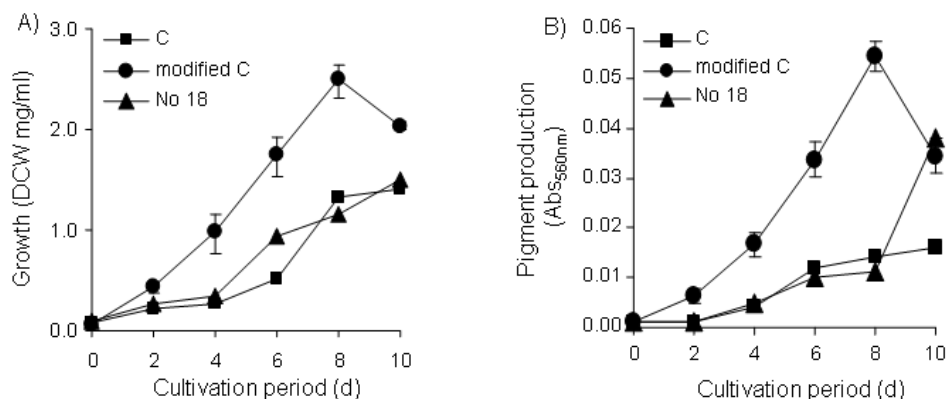 A)
C
modified C
No 18
Growth (DCW mg/ml)
3.0
2.0
1.0
0.0
0 2 4 6 8 10
Cultivation period (d)
B)
C
modified C
No 18
Pigment production
(Abs560nm)
0.06
0.05
0.04
0.03
0.02
0.01
0.00
0 2 4 6 8 10
Cultivation period (d)